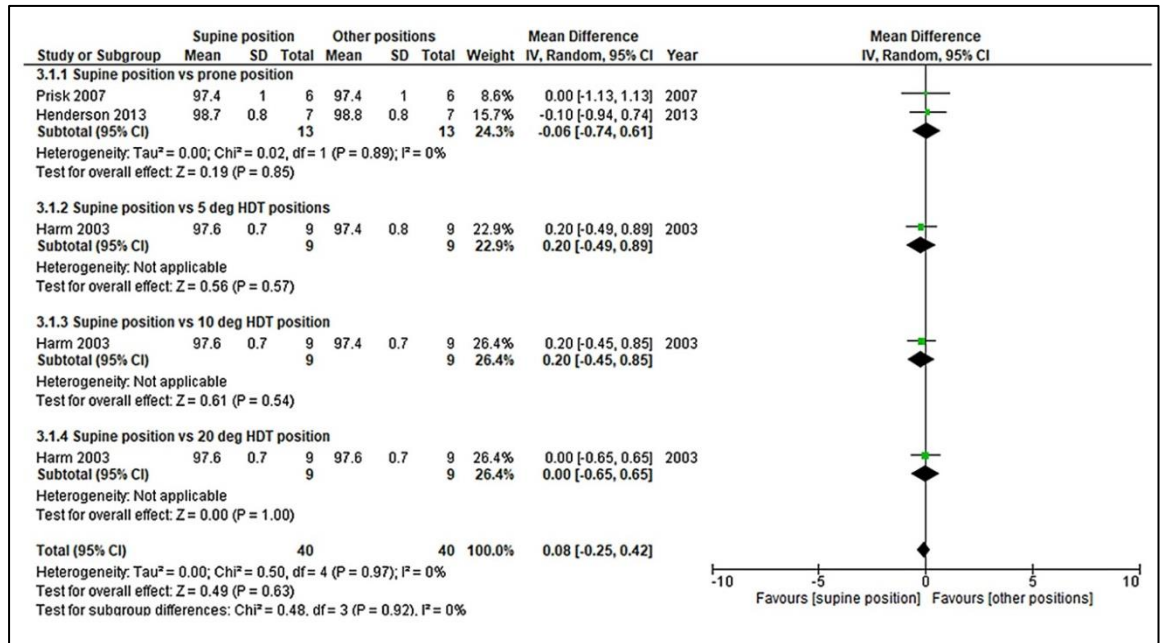 Supine position Other positions Mean Difference Mean Difference
Study or Subgroup Mean SD Total Mean SD Total Weight IV, Random, 95% CI Year IV, Random, 95% CI
3.1.1 Supine position vs prone position
Prisk 2007 97.4 1 6 97.4 1 6 8.6% 0.00 [-1.13, 1.13] 2007
Henderson 2013 98.7 0.8 7 98.8 0.8 7 15.7% -0.10 [-0.94, 0.74] 2013
Subtotal (95% CI) 13 13 24.3% -0.06 [-0.74, 0.61]
Heterogeneity: Tau² = 0.00; Chi² = 0.02, df = 1 (P = 0.89); I² = 0%
Test for overall effect: Z = 0.19 (P = 0.85)
3.1.2 Supine position vs 5 deg HDT positions
Harm 2003 97.6 0.7 9 97.4 0.8 9 22.9% 0.20 [-0.49, 0.89] 2003
Subtotal (95% CI) 9 9 22.9% 0.20 [-0.49, 0.89]
Heterogeneity: Not applicable
Test for overall effect: Z = 0.56 (P = 0.57)
3.1.3 Supine position vs 10 deg HDT position
Harm 2003 97.6 0.7 9 97.4 0.7 9 26.4% 0.20 [-0.45, 0.85] 2003
Subtotal (95% CI) 9 9 26.4% 0.20 [-0.45, 0.85]
Heterogeneity: Not applicable
Test for overall effect: Z = 0.61 (P = 0.54)
3.1.4 Supine position vs 20 deg HDT position
Harm 2003 97.6 0.7 9 97.6 0.7 9 26.4% 0.00 [-0.65, 0.65] 2003
Subtotal (95% CI) 9 9 26.4% 0.00 [-0.65, 0.65]
Heterogeneity: Not applicable
Test for overall effect: Z = 0.00 (P = 1.00)
Total (95% CI) 40 40 100.0% 0.08 [-0.25, 0.42]
Heterogeneity: Tau² = 0.00; Chi² = 0.50, df = 4 (P = 0.97); I² = 0%
Test for overall effect: Z = 0.49 (P = 0.63)
Test for subgroup differences: Chi² = 0.48, df = 3 (P = 0.92), I² = 0%
-10 -5 0 5 10
Favours [supine position] Favours [other positions]